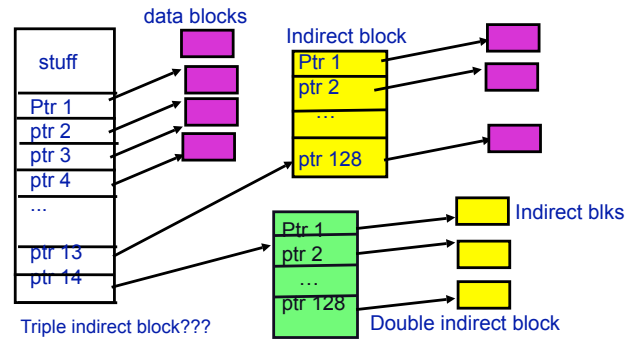 data blocks
stuff
Ptr 1
ptr 2
ptr 3
ptr 4
...
ptr 13
ptr 14
Triple indirect block???
Indirect block
Ptr 1
ptr 2
...
ptr 128
Ptr 1
ptr 2
...
ptr 128
Indirect blks
Double indirect block